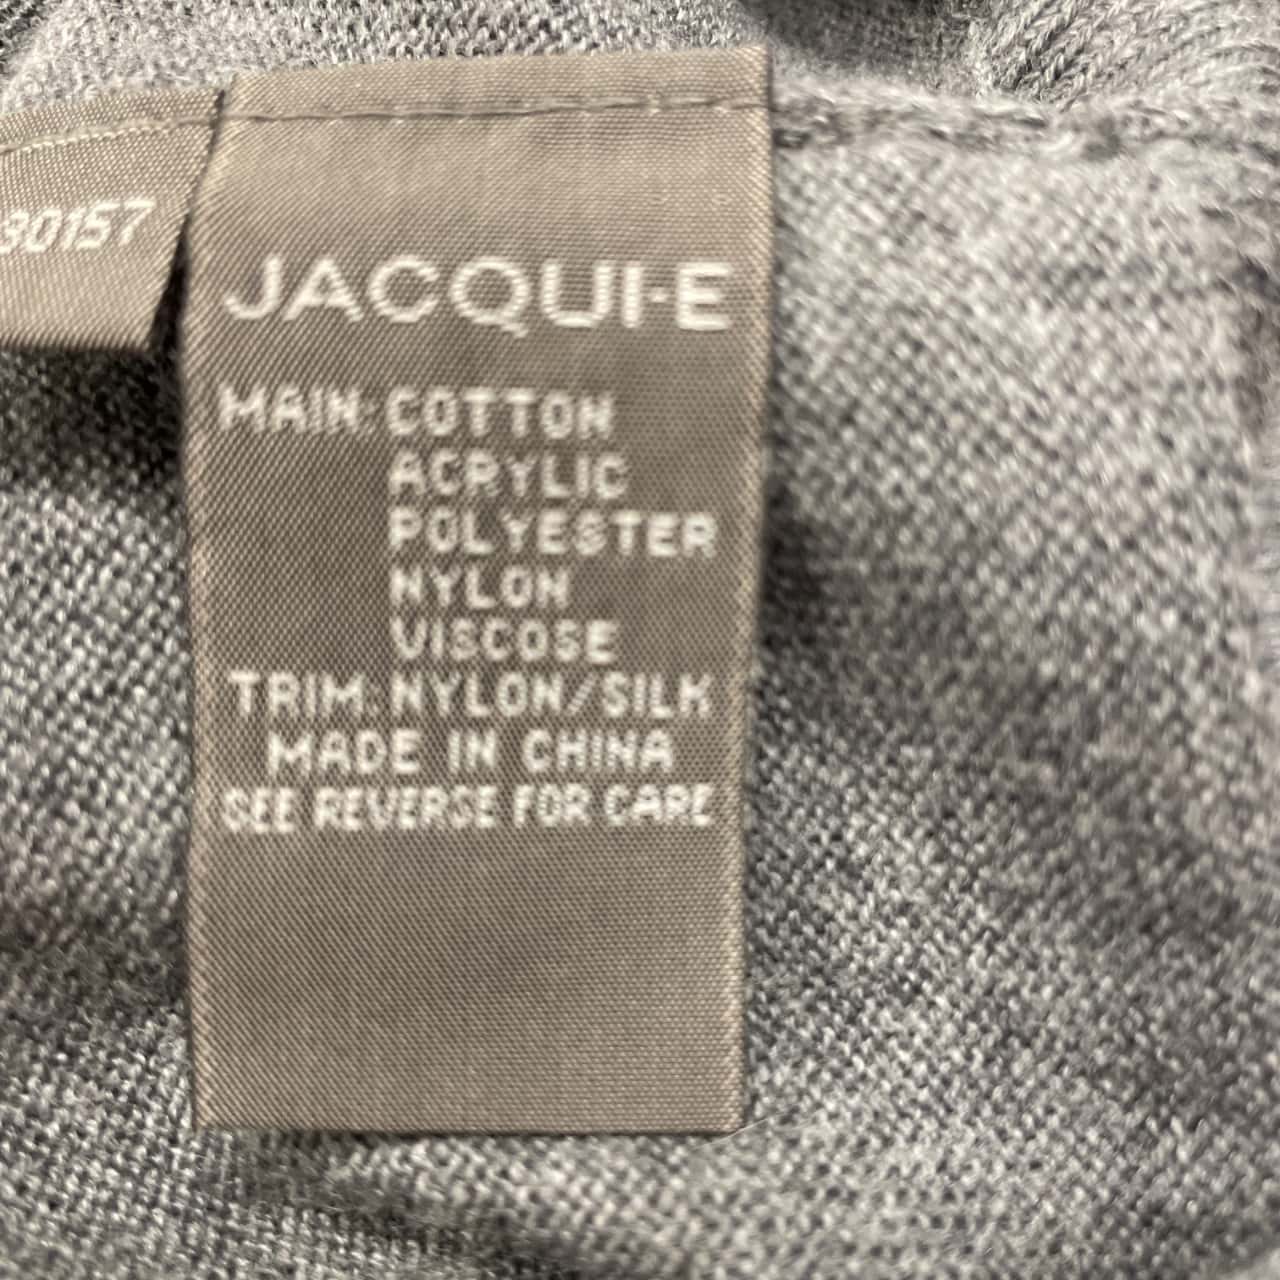 30157
JACQUI·E
MAIN: COTTON
ACRYLIC
POLYESTER
NYLON
VISCOSE
TRIM: NYLON/SILK
MADE IN CHINA
SEE REVERSE FOR CARE